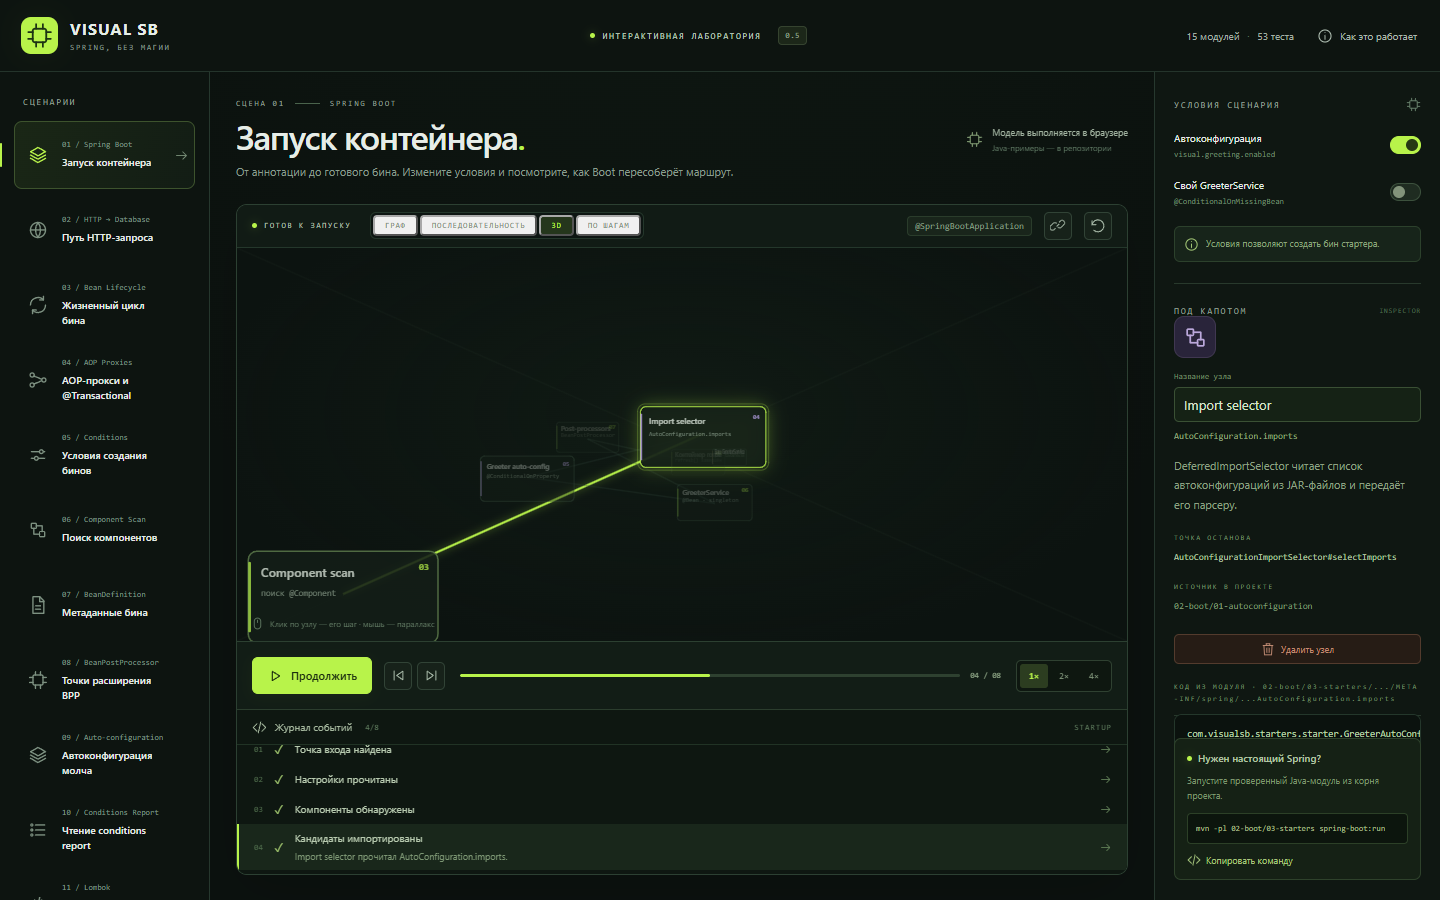 VISUAL SB
SPRING, БЕЗ МАГИИ
ИНТЕРАКТИВНАЯ ЛАБОРАТОРИЯ
0.5
15 модулей · 53 теста
Как это работает
СЦЕНАРИИ
01 / Spring Boot
Запуск контейнера
02 / HTTP → Database
Путь HTTP-запроса
03 / Bean Lifecycle
Жизненный цикл
бина
04 / AOP Proxies
AOP-прокси и
@Transactional
05 / Conditions
Условия создания
бинов
06 / Component Scan
Поиск компонентов
07 / BeanDefinition
Метаданные бина
08 / BeanPostProcessor
Точки расширения
BPP
09 / Auto-configuration
Автоконфигурация
молча
10 / Conditions Report
Чтение conditions
report
11 / Lombok
СЦЕНА 01 — SPRING BOOT
Запуск контейнера.
От аннотации до готового бина. Измените условия и посмотрите, как Boot пересоберёт маршрут.
Модель выполняется в браузере
Java-примеры — в репозитории
ГОТОВ К ЗАПУСКУ
ГРАФ
ПОСЛЕДОВАТЕЛЬНОСТЬ
3D
ПО ШАГАМ
@SpringBootApplication
Import selector
04
AutoConfiguration.imports
Post-processors
Greeter auto-config
05
@ConditionalOnProperty
GreeterService
Component scan
03
поиск @Component
Клик по узлу — его шаг · мышь — параллакс
Продолжить
04 / 08
1×
2×
4×
Журнал событий
4/8
STARTUP
01 Точка входа найдена
02 Настройки прочитаны
03 Компоненты обнаружены
04 Кандидаты импортированы
Import selector прочитал AutoConfiguration.imports.
УСЛОВИЯ СЦЕНАРИЯ
Автоконфигурация
visual.greeting.enabled
Свой GreeterService
@ConditionalOnMissingBean
Условия позволяют создать бин стартера.
ПОД КАПОТОМ
INSPECTOR
Название узла
Import selector
AutoConfiguration.imports
DeferredImportSelector читает список
автоконфигураций из JAR-файлов и передаёт
его парсеру.
ТОЧКА ОСТАНОВА
AutoConfigurationImportSelector#selectImports
ИСТОЧНИК В ПРОЕКТЕ
02-boot/01-autoconfiguration
Удалить узел
КОД ИЗ МОДУЛЯ · 02-boot/03-starters/.../META
-INF/spring/...AutoConfiguration.imports
com.visualsb.starters.starter.GreeterAutoConf
Нужен настоящий Spring?
Запустите проверенный Java-модуль из корня
проекта.
mvn -pl 02-boot/03-starters spring-boot:run
Копировать команду